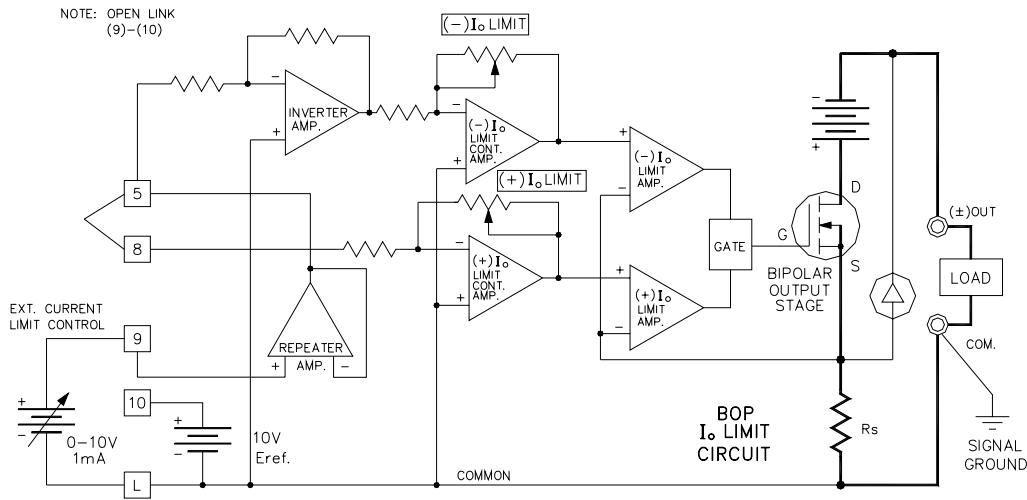 NOTE: OPEN LINK
(9)-(10)
(-)Io LIMIT
-
+
INVERTER
AMP.
-
+
(-)Io
LIMIT
CONT.
AMP.
(+)Io LIMIT
-
+
(+)Io
LIMIT
CONT.
AMP.
+
-
(-)Io
LIMIT
AMP.
+
-
(+)Io
LIMIT
AMP.
GATE
-
+
D
G
S
BIPOLAR
OUTPUT
STAGE
(±)OUT
LOAD
COM.
SIGNAL
GROUND
5
8
EXT. CURRENT
LIMIT CONTROL
9
REPEATER
+ AMP. -
10
+
-
0-10V
1mA
+
-
10V
Eref.
L
COMMON
BOP
Io LIMIT
CIRCUIT
Rs